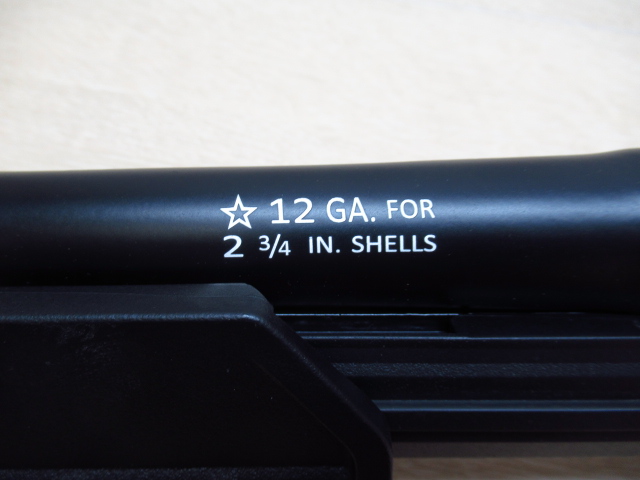 ☆ 12 GA. FOR
2 3/4 IN. SHELLS